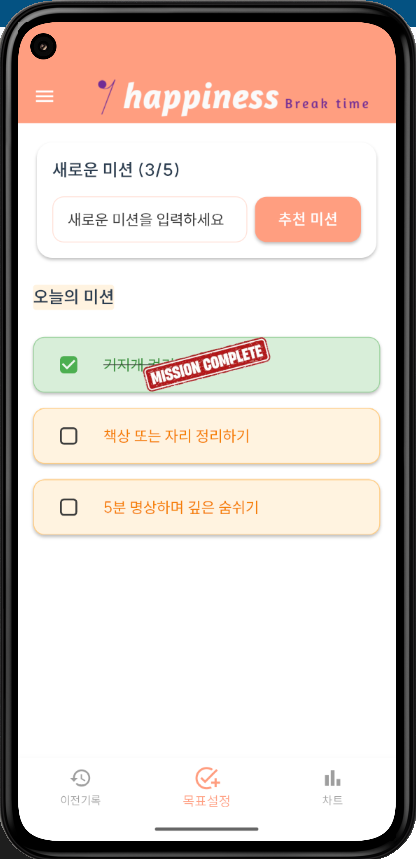 happiness Break time
새로운 미션 (3/5)
새로운 미션을 입력하세요
추천 미션
오늘의 미션
기지개
MISSION COMPLETE
책상 또는 자리 정리하기
5분 명상하며 깊은 숨쉬기
이전기록
목표설정
차트